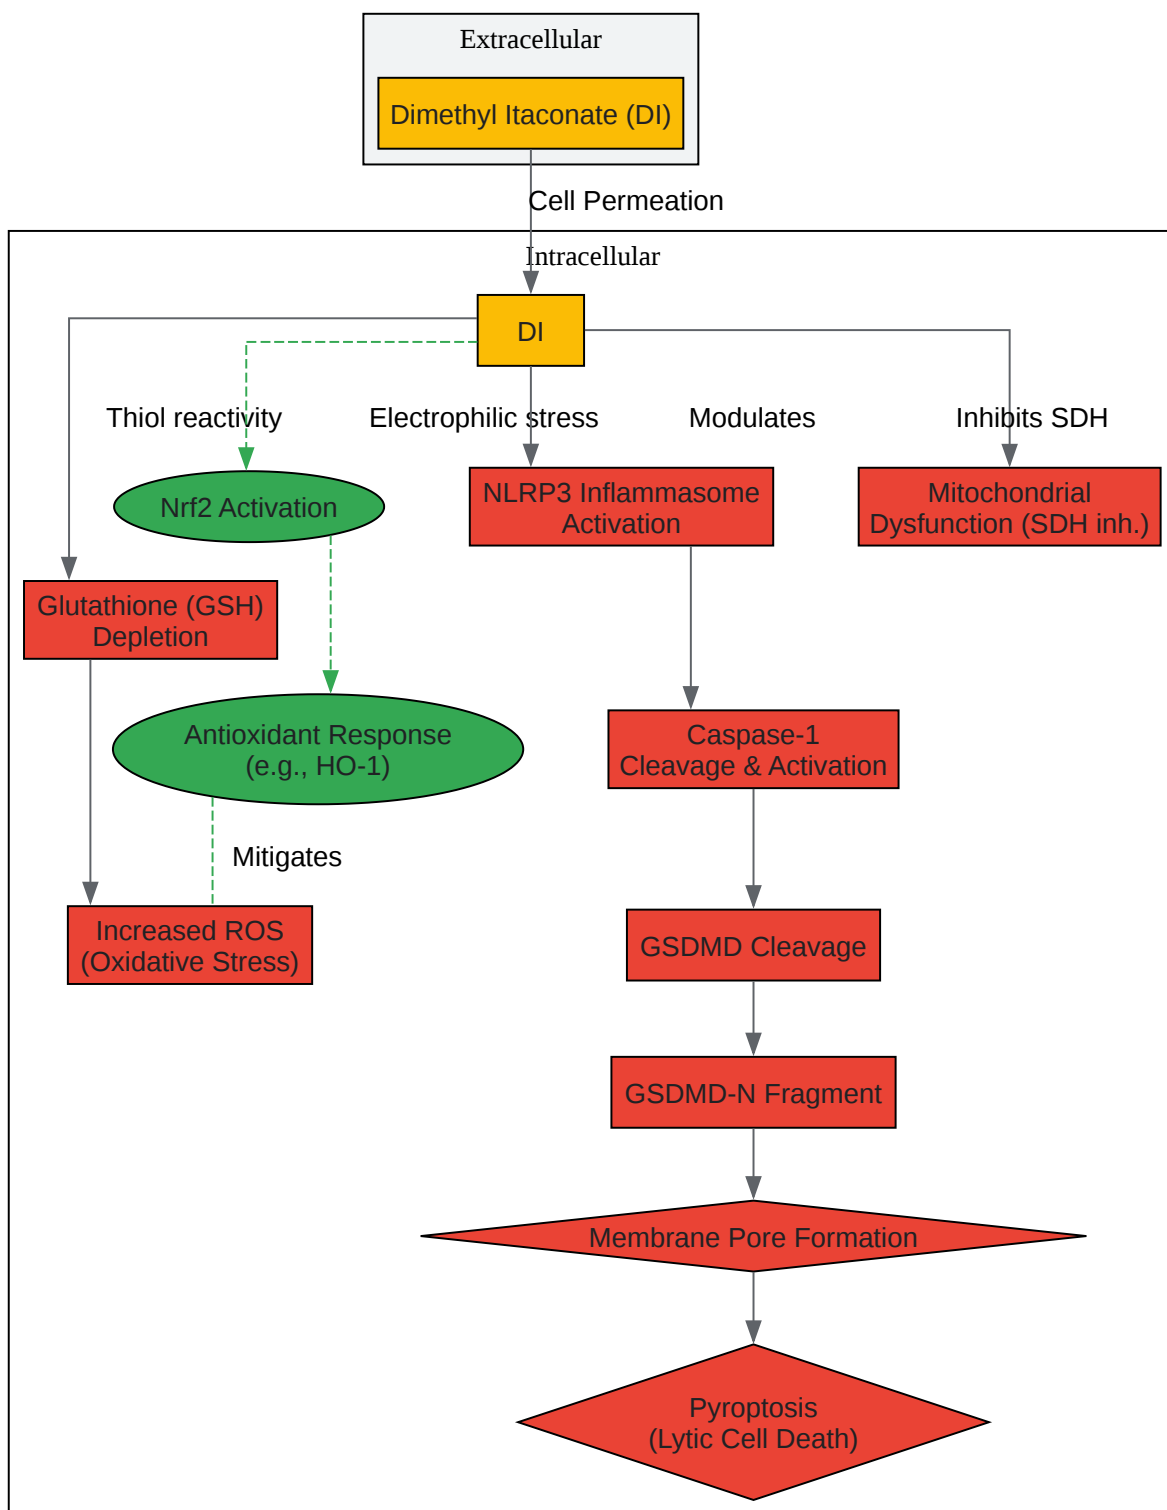 Extracellular
Dimethyl Itaconate (DI)
Cell Permeation
Intracellular
DI
Thiol reactivity
Electrophilic stress
Modulates
Inhibits SDH
Nrf2 Activation
NLRP3 Inflammasome
Activation
Mitochondrial
Dysfunction (SDH inh.)
Glutathione (GSH)
Depletion
Antioxidant Response
(e.g., HO-1)
Caspase-1
Cleavage & Activation
Mitigates
Increased ROS
(Oxidative Stress)
GSDMD Cleavage
GSDMD-N Fragment
Membrane Pore Formation
Pyroptosis
(Lytic Cell Death)